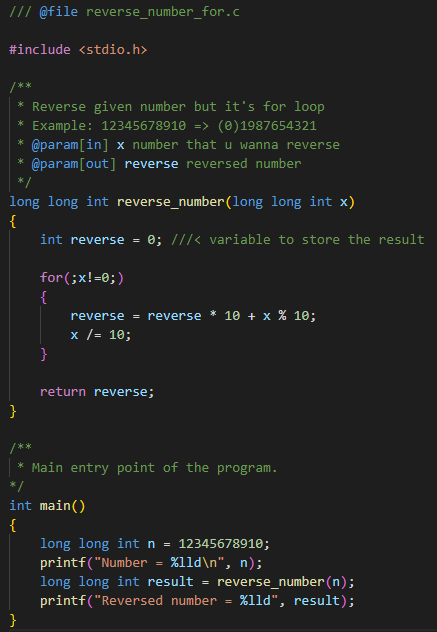 /// @file reverse_number_for.c
#include <stdio.h>
/**
* Reverse given number but it's for loop
* Example: 12345678910 => (0)1987654321
* @param[in] x number that u wanna reverse
* @param[out] reverse reversed number
*/
long long int reverse_number(long long int x)
{
int reverse = 0; ///< variable to store the result
for(;x!=0;)
{
reverse = reverse * 10 + x % 10;
x /= 10;
}
return reverse;
}
/**
* Main entry point of the program.
*/
int main()
{
long long int n = 12345678910;
printf("Number = %lld\n", n);
long long int result = reverse_number(n);
printf("Reversed number = %lld", result);
}